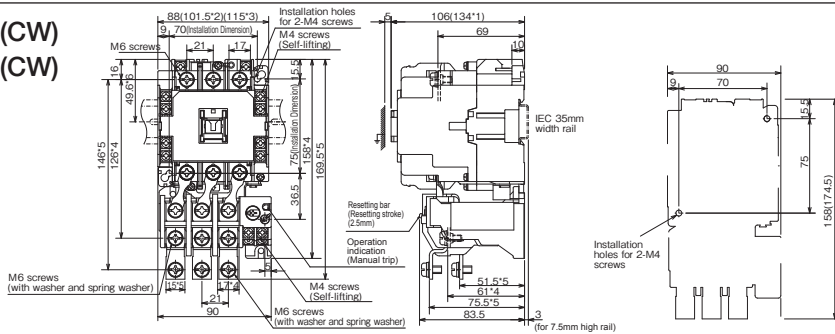 (CW)
(CW)
88(101.5*2)(115*3)
9
70(Installation Dimension)
21
17
Installation holes
for 2-M4 screws
M4 screws
(Self-lifting)
M6 screws
16
49.6*6
15.5
146*5
126*4
75(Installation Dimension)
158*4
169.5*5
36.5
M6 screws
(with washer and spring washer)
15*5
17*4
21
90
M4 screws
(Self-lifting)
M6 screws
(with washer and spring washer)
5
106(134*1)
69
10
IEC 35mm
width rail
Resetting bar
(Resetting stroke)
(2.5mm)
Operation
indication
(Manual trip)
51.5*5
61*4
75.5*5
83.5
3
(for 7.5mm high rail)
90
9
70
15.5
75
158(174.5)
Installation
holes for 2-M4
screws